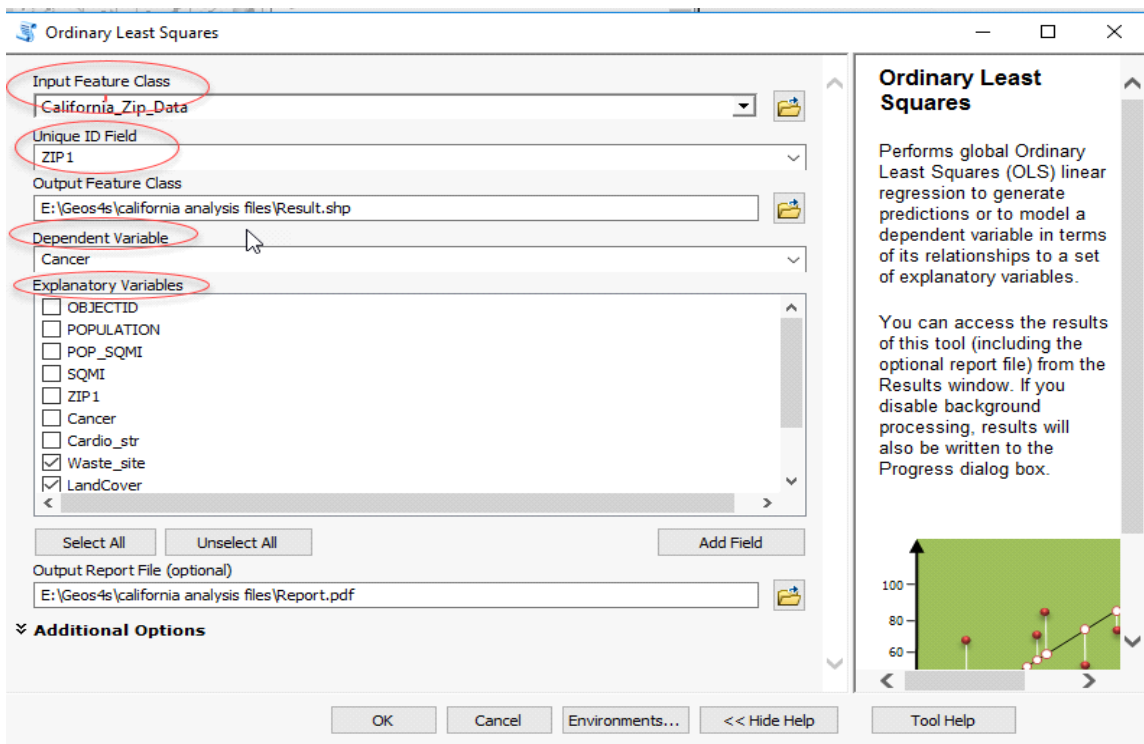 Ordinary Least Squares
Input Feature Class
California_Zip_Data
Unique ID Field
ZIP1
Output Feature Class
E:\Geos4s\california analysis files\Result.shp
Dependent Variable
Cancer
Explanatory Variables
OBJECTID
POPULATION
POP_SQMI
SQMI
ZIP1
Cancer
Cardio_str
Waste_site
LandCover
Select All
Unselect All
Add Field
Output Report File (optional)
E:\Geos4s\california analysis files\Report.pdf
Additional Options
OK
Cancel
Environments...
<< Hide Help
Tool Help
Ordinary Least
Squares
Performs global Ordinary
Least Squares (OLS) linear
regression to generate
predictions or to model a
dependent variable in terms
of its relationships to a set
of explanatory variables.
You can access the results
of this tool (including the
optional report file) from the
Results window. If you
disable background
processing, results will
also be written to the
Progress dialog box.
100
80
60